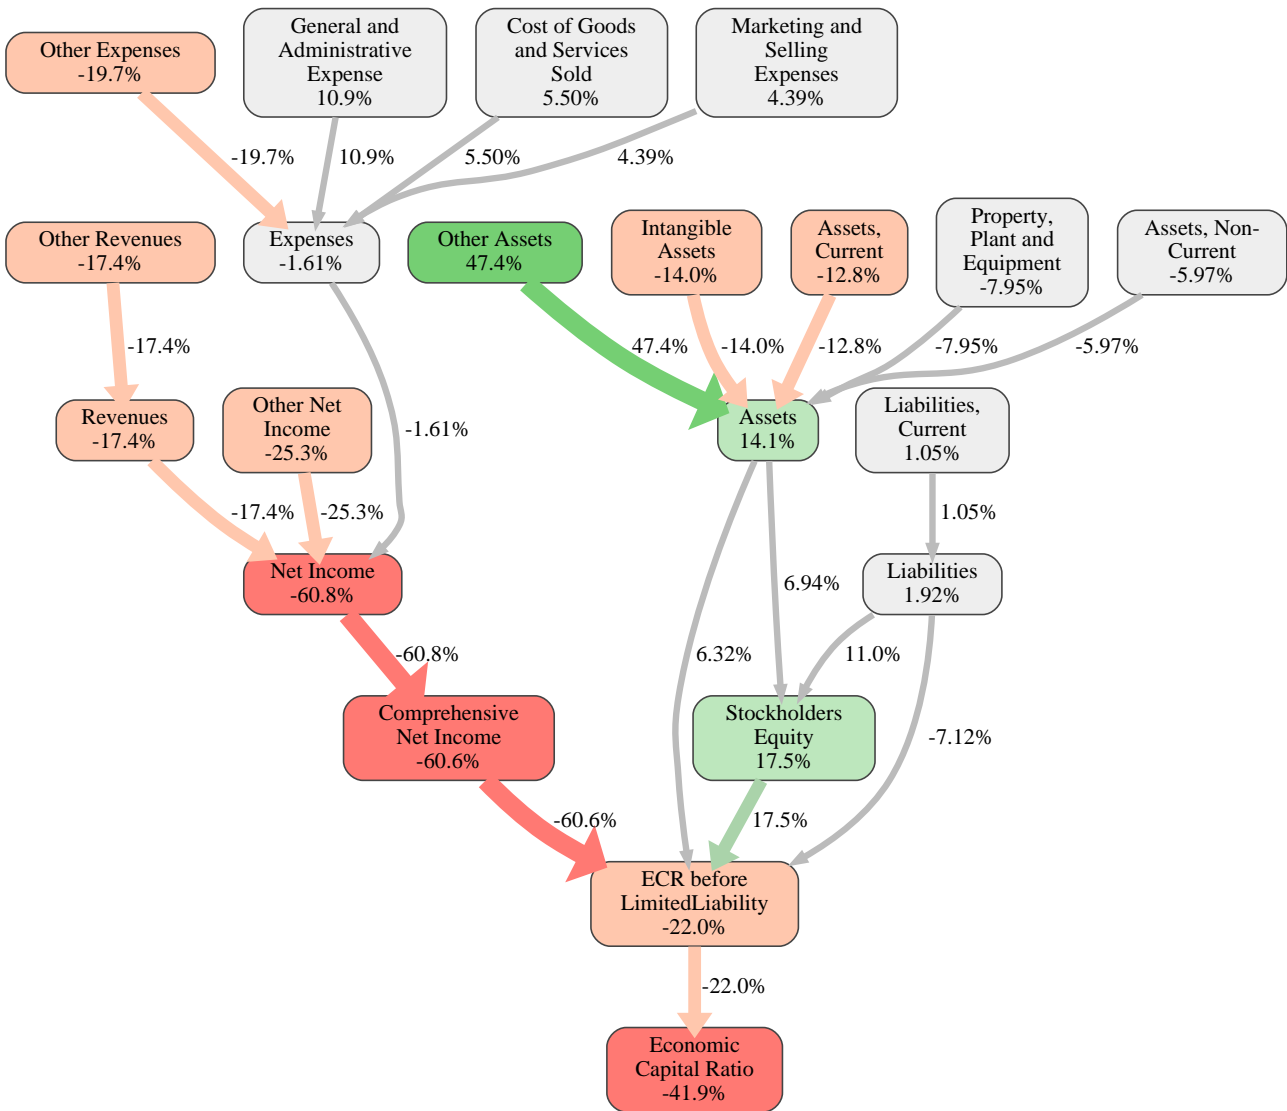 Other Expenses
-19.7%
General and
Administrative
Expense
10.9%
Cost of Goods
and Services
Sold
5.50%
Marketing and
Selling
Expenses
4.39%
-19.7%
10.9%
5.50%
4.39%
Other Revenues
-17.4%
Expenses
-1.61%
Other Assets
47.4%
Intangible
Assets
-14.0%
Assets,
Current
-12.8%
Property,
Plant and
Equipment
-7.95%
Assets, Non-
Current
-5.97%
-17.4%
47.4%
-14.0%
-12.8%
-7.95%
-5.97%
Revenues
-17.4%
Other Net
Income
-25.3%
-1.61%
Assets
14.1%
Liabilities,
Current
1.05%
-17.4%
-25.3%
1.05%
Net Income
-60.8%
6.94%
Liabilities
1.92%
-60.8%
6.32%
11.0%
Comprehensive
Net Income
-60.6%
Stockholders
Equity
17.5%
-7.12%
-60.6%
17.5%
ECR before
LimitedLiability
-22.0%
-22.0%
Economic
Capital Ratio
-41.9%